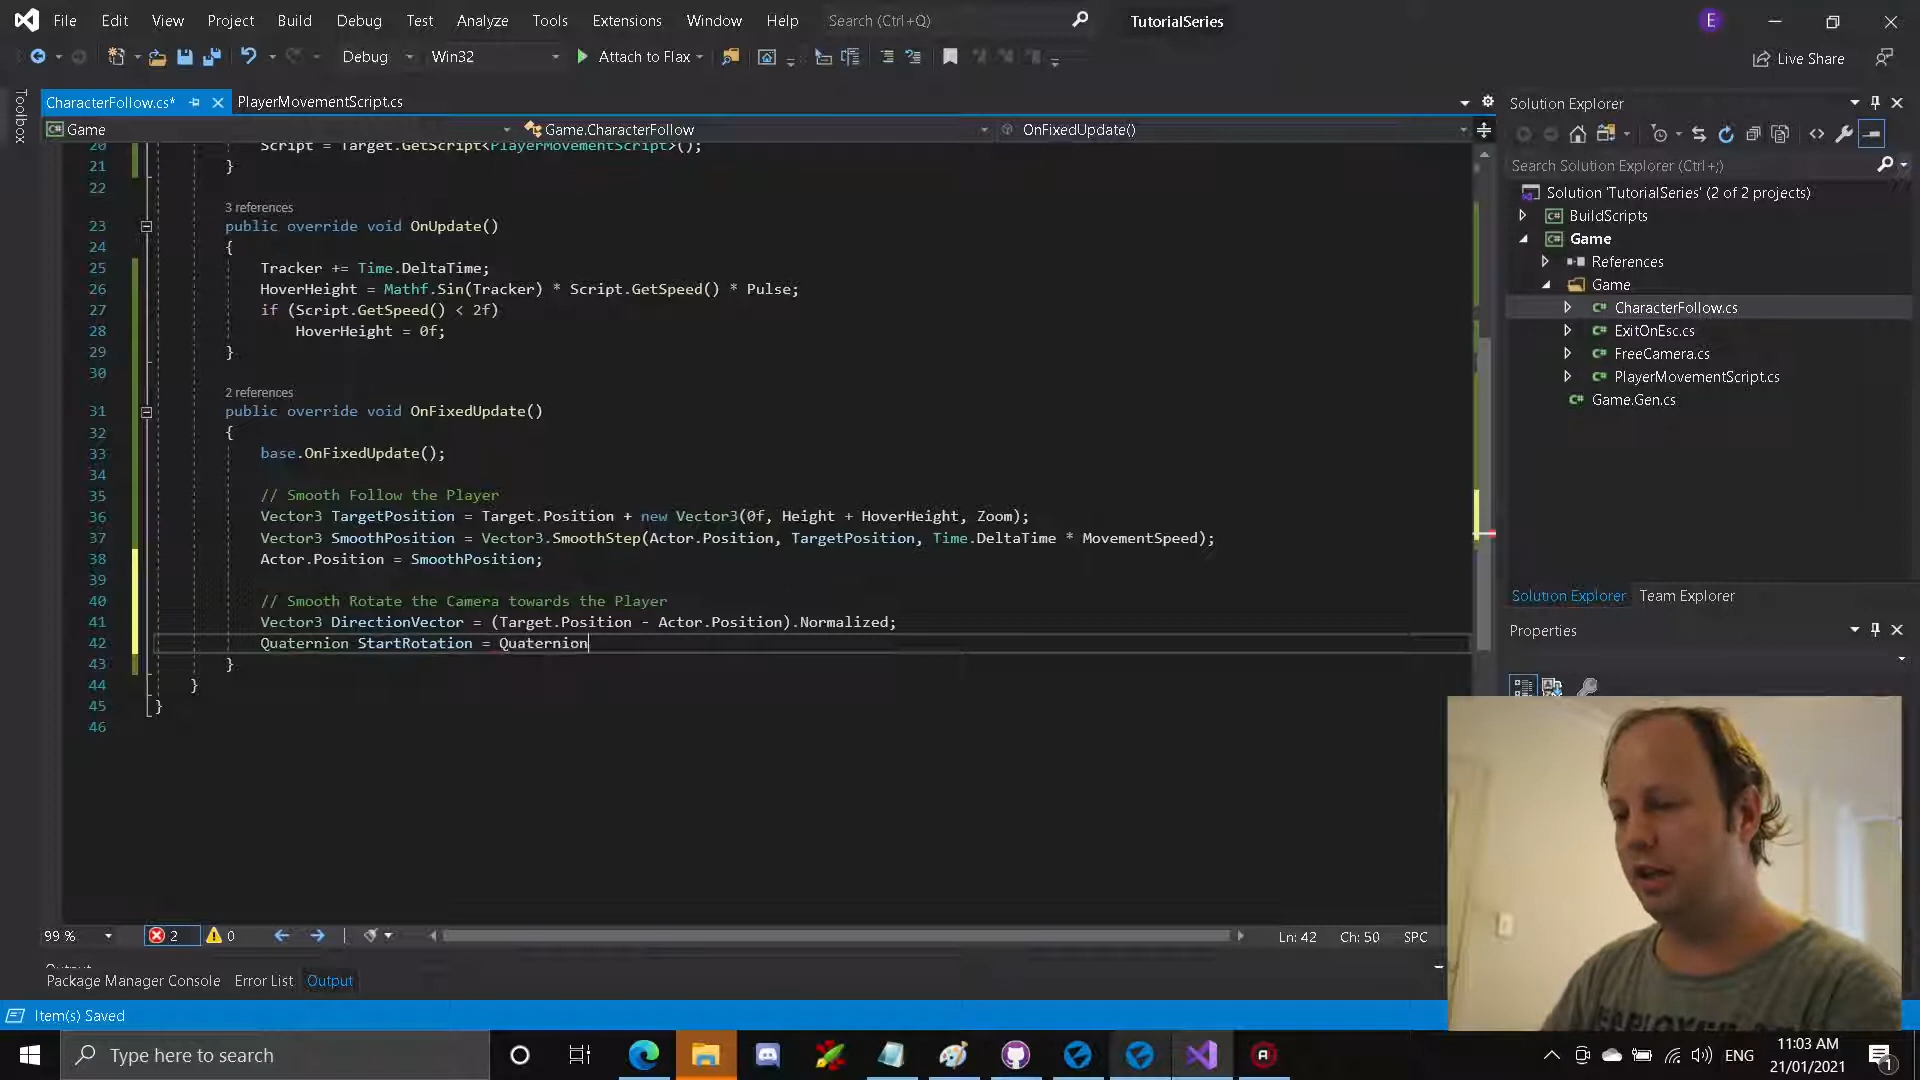 File Edit View Project Build Debug Test Analyze Tools Extensions Window Help Search (Ctrl+Q) TutorialSeries E
Debug Win32 Attach to Flax Live Share
Toolbox
CharacterFollow.cs* PlayerMovementScript.cs
Game Game.CharacterFollow OnFixedUpdate()
20 Script = Target.GetScript<PlayerMovementScript>();
21 }
22
3 references
23 public override void OnUpdate()
24 {
25 Tracker += Time.DeltaTime;
26 HoverHeight = Mathf.Sin(Tracker) * Script.GetSpeed() * Pulse;
27 if (Script.GetSpeed() < 2f)
28 HoverHeight = 0f;
29 }
30
2 references
31 public override void OnFixedUpdate()
32 {
33 base.OnFixedUpdate();
34
35 // Smooth Follow the Player
36 Vector3 TargetPosition = Target.Position + new Vector3(0f, Height + HoverHeight, Zoom);
37 Vector3 SmoothPosition = Vector3.SmoothStep(Actor.Position, TargetPosition, Time.DeltaTime * MovementSpeed);
38 Actor.Position = SmoothPosition;
39
40 // Smooth Rotate the Camera towards the Player
41 Vector3 DirectionVector = (Target.Position - Actor.Position).Normalized;
42 Quaternion StartRotation = Quaternion
43 }
44 }
45 }
46
99 % 2 0 Ln: 42 Ch: 50 SPC
Output
Package Manager Console Error List Output
Item(s) Saved
Solution Explorer
Search Solution Explorer (Ctrl+;)
Solution 'TutorialSeries' (2 of 2 projects)
C# BuildScripts
C# Game
References
Game
C# CharacterFollow.cs
C# ExitOnEsc.cs
C# FreeCamera.cs
C# PlayerMovementScript.cs
C# Game.Gen.cs
Solution Explorer Team Explorer
Properties
Type here to search
ENG
11:03 AM
21/01/2021
1